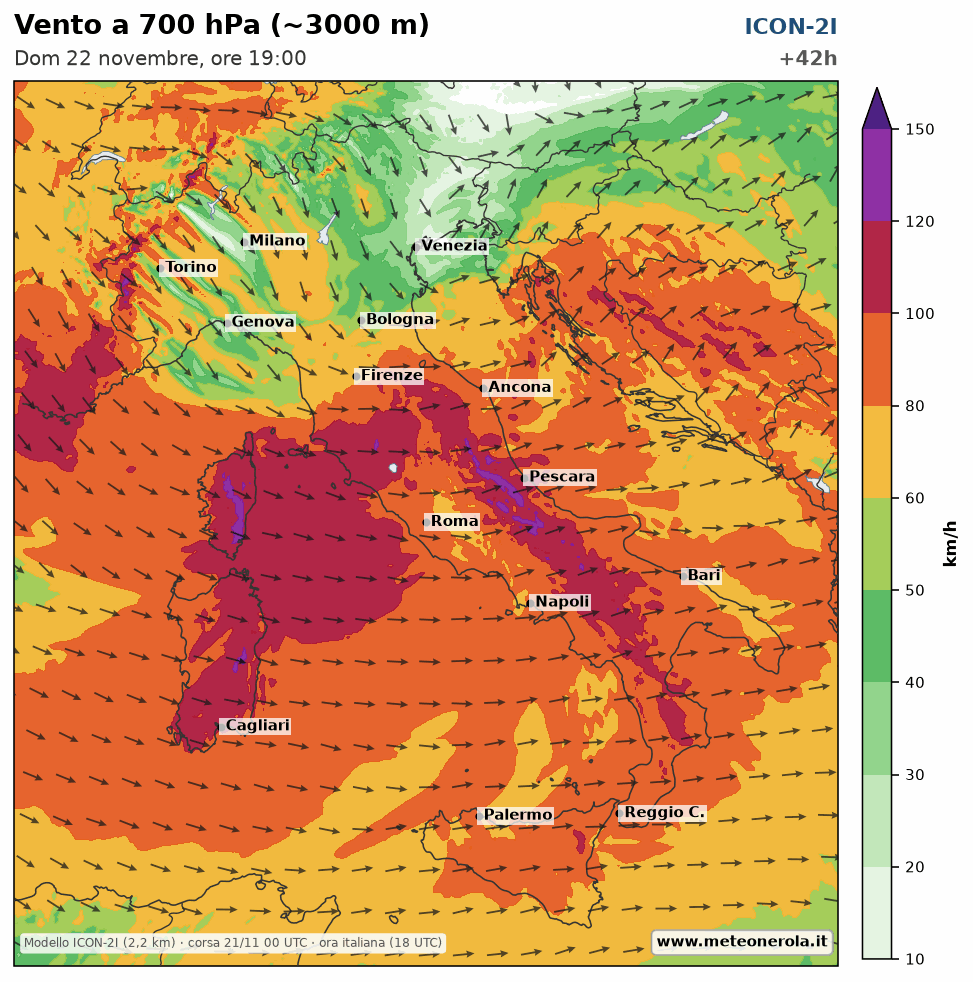 Vento a 700 hPa (~3000 m)
ICON-2I
Dom 22 novembre, ore 19:00
+42h
150
120
100
80
60
50
40
30
20
10
km/h
Milano
Venezia
Torino
Genova
Bologna
Firenze
Ancona
Pescara
Roma
Bari
Napoli
Cagliari
Palermo
Reggio C.
Modello ICON-2I (2,2 km) · corsa 21/11 00 UTC · ora italiana (18 UTC)
www.meteonerola.it